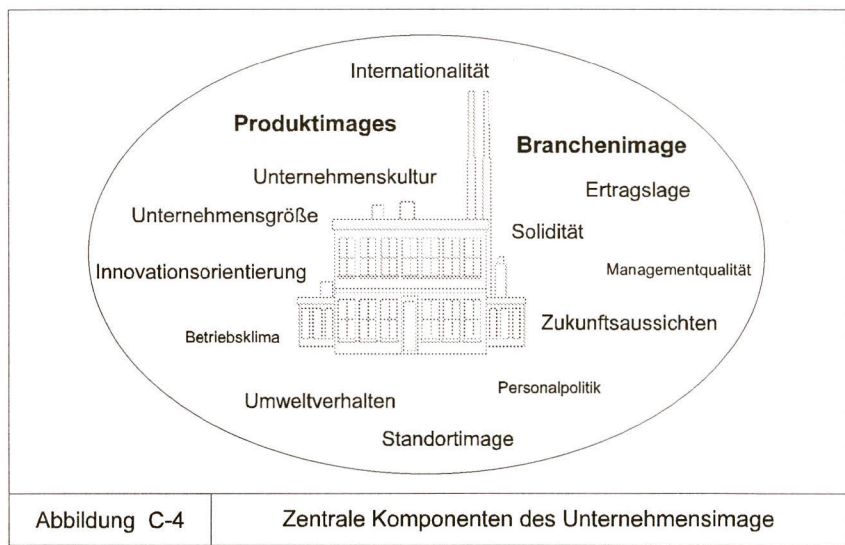 Internationalität
Produktimages
Branchenimage
Unternehmenskultur
Ertragslage
Unternehmensgröße
Solidität
Innovationsorientierung
Managementqualität
Zukunftsaussichten
Betriebsklima
Personalpolitik
Umweltverhalten
Standortimage
Abbildung C-4
Zentrale Komponenten des Unternehmensimage